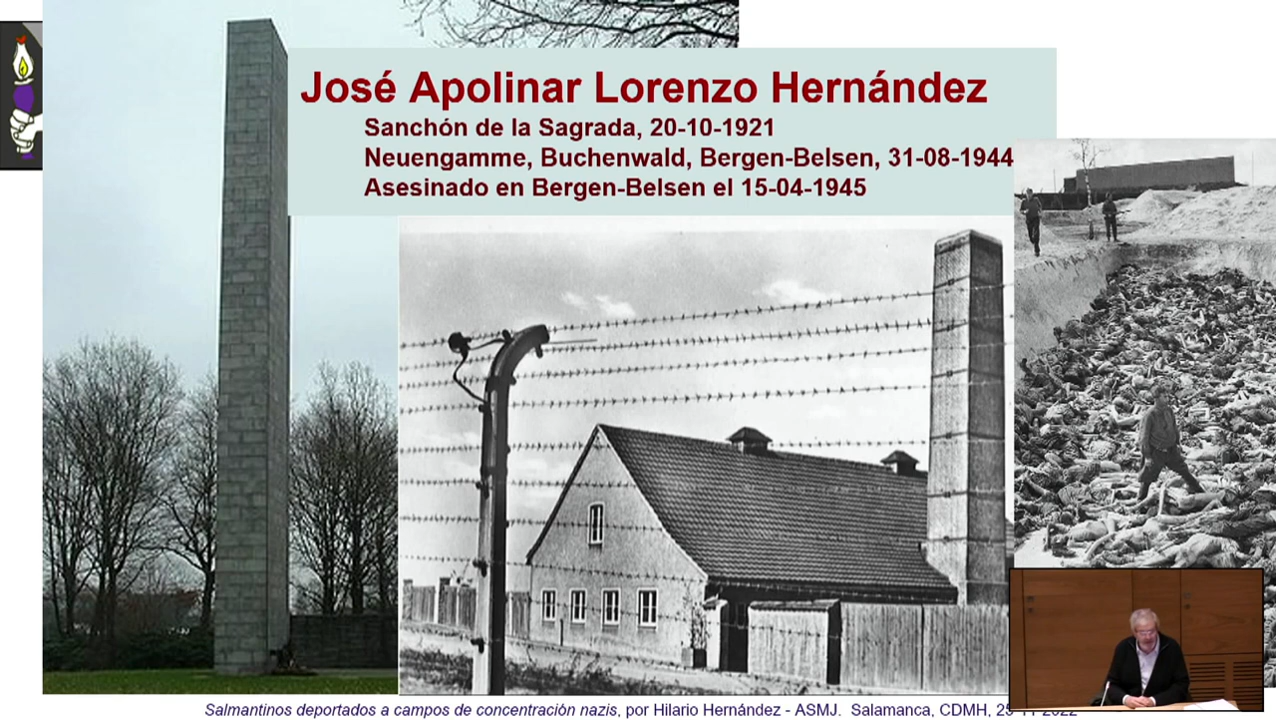 José Apolinar Lorenzo Hernández
Sanchón de la Sagrada, 20-10-1921
Neuengamme, Buchenwald, Bergen-Belsen, 31-08-1944
Asesinado en Bergen-Belsen el 15-04-1945
Salmantinos deportados a campos de concentración nazis, por Hilario Hernández - ASMJ. Salamanca, CDMH,